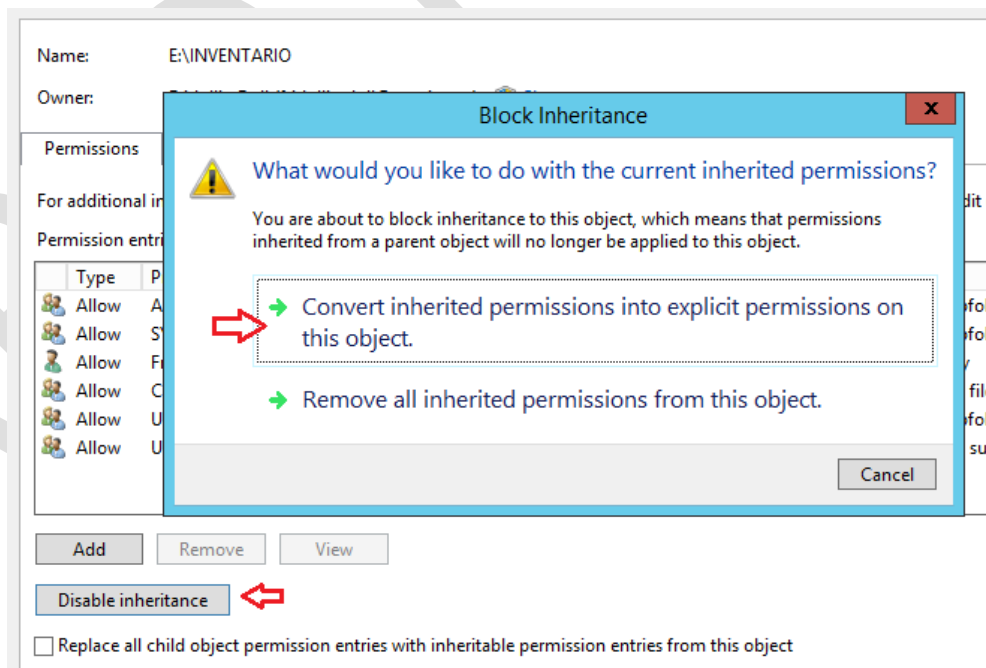 Name: E:\INVENTARIO
Owner:
Block Inheritance
x
Permissions
What would you like to do with the current inherited permissions?
For additional
You are about to block inheritance to this object, which means that permissions
inherited from a parent object will no longer be applied to this object.
Type
Allow
Allow
Allow
Allow
Allow
Allow
Convert inherited permissions into explicit permissions on
this object.
Remove all inherited permissions from this object.
Cancel
Add Remove View
Disable inheritance
Replace all child object permission entries with inheritable permission entries from this object